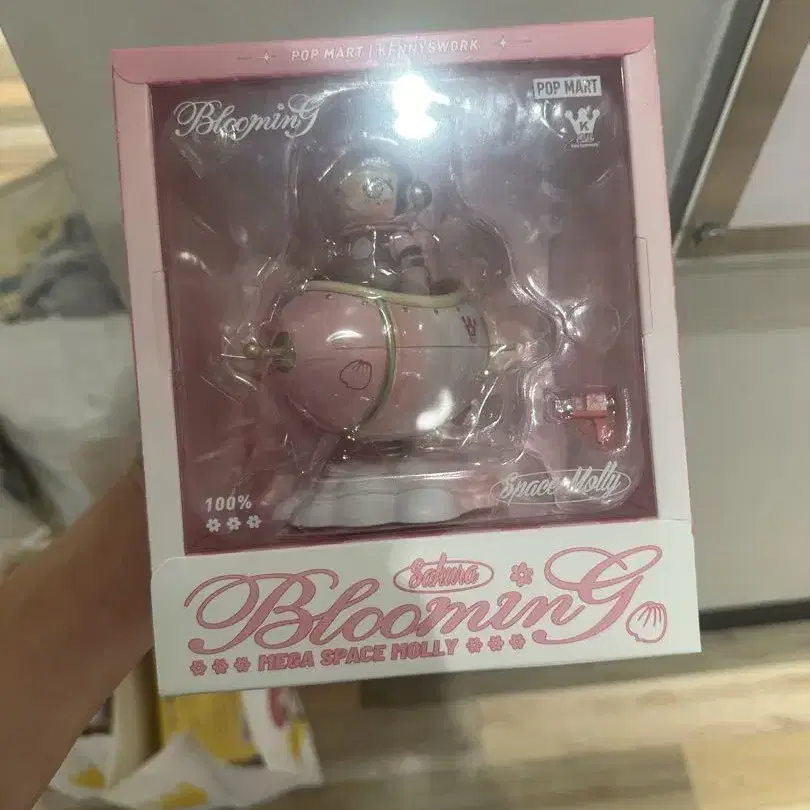 POP MART | KENNYSWORK
BloominG
POP MART
K
100%
Space Molly
Sakura
BloominG
MEGA SPACE MOLLY